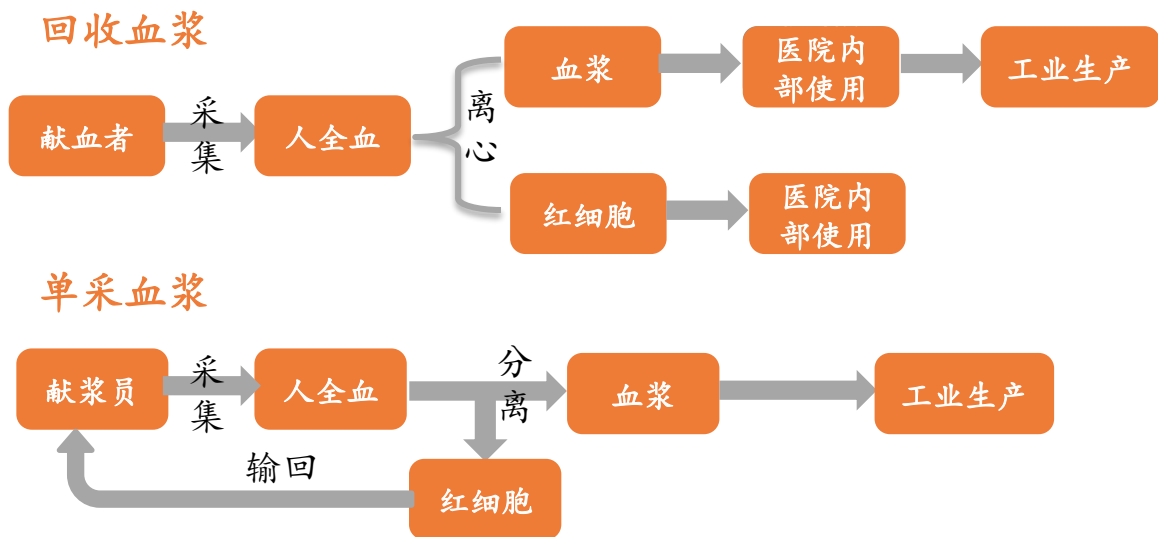 回收血浆
献血者
采
集
人全血
离
心
血浆
医院内
部使用
工业生产
红细胞
医院内
部使用
单采血浆
献浆员
采
集
人全血
分
离
血浆
工业生产
输回
红细胞